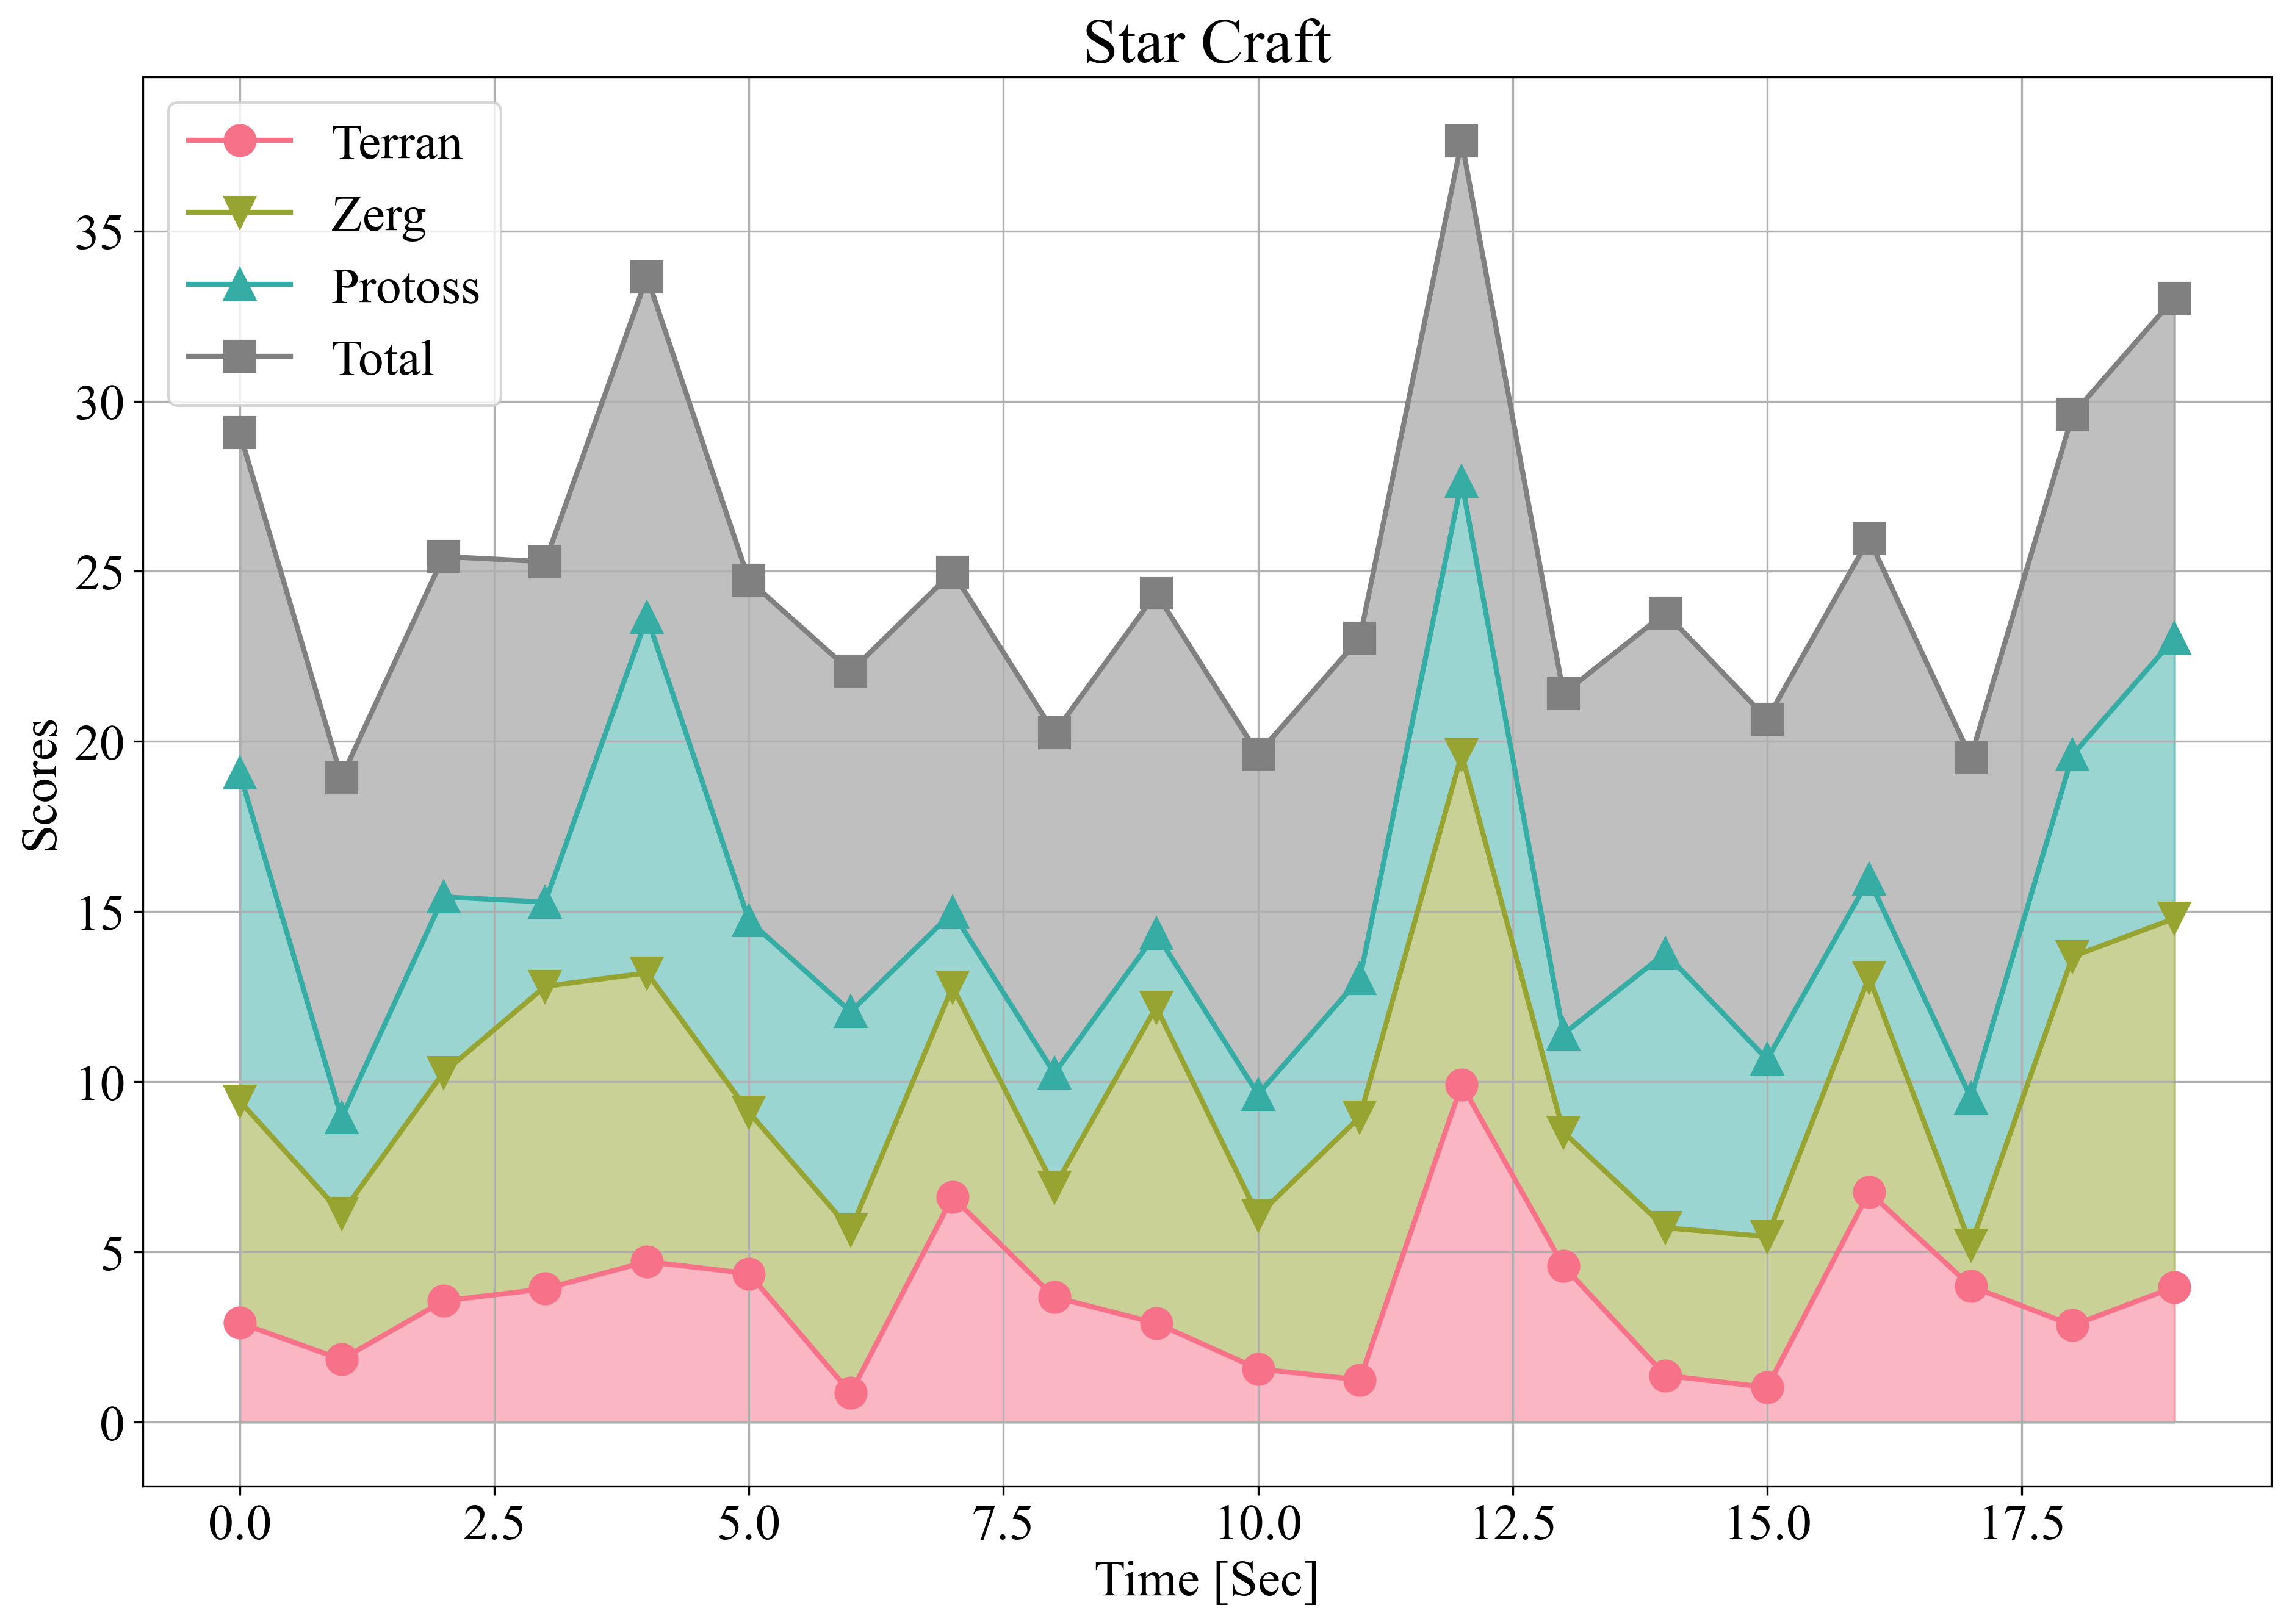 Star Craft
Terran
Zerg
Protoss
Total
35
30
25
20
15
10
5
0
Scores
0.0 2.5 5.0 7.5 10.0 12.5 15.0 17.5
Time [Sec]